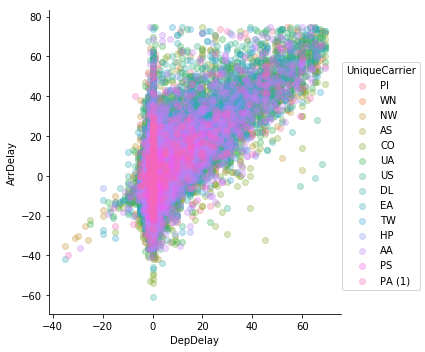 80
60
40
20
0
−20
−40
−60
ArrDelay
−40
−20
0
20
40
60
DepDelay
UniqueCarrier
PI
WN
NW
AS
CO
UA
US
DL
EA
TW
HP
AA
PS
PA (1)